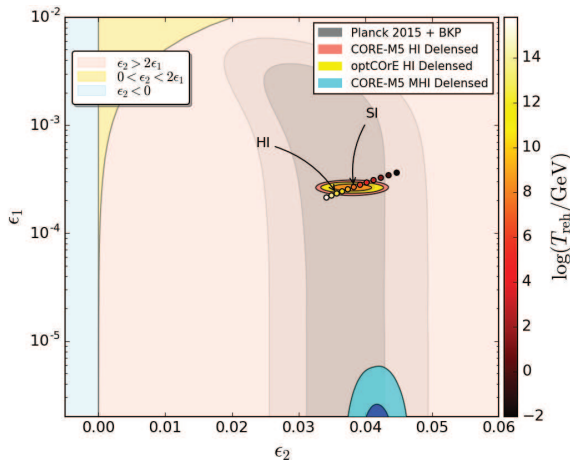 10⁻²
Planck 2015 + BKP
CORE-M5 HI Delensed
optCOrE HI Delensed
CORE-M5 MHI Delensed
ϵ₂ > 2ϵ₁
0 < ϵ₂ < 2ϵ₁
ϵ₂ < 0
10⁻³
HI
SI
ϵ₁
10⁻⁴
10⁻⁵
0.00 0.01 0.02 0.03 0.04 0.05 0.06
ϵ₂
14
12
10
8
6
4
2
0
−2
log(T_reh/GeV)